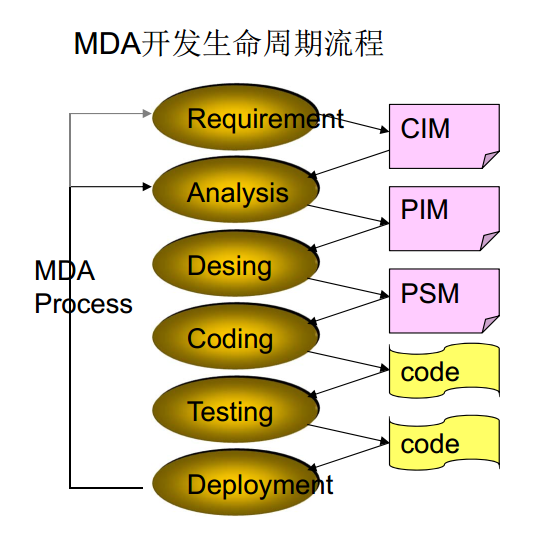 MDA开发生命周期流程
Requirement
CIM
Analysis
PIM
Desing
MDA
Process
PSM
Coding
code
Testing
code
Deployment